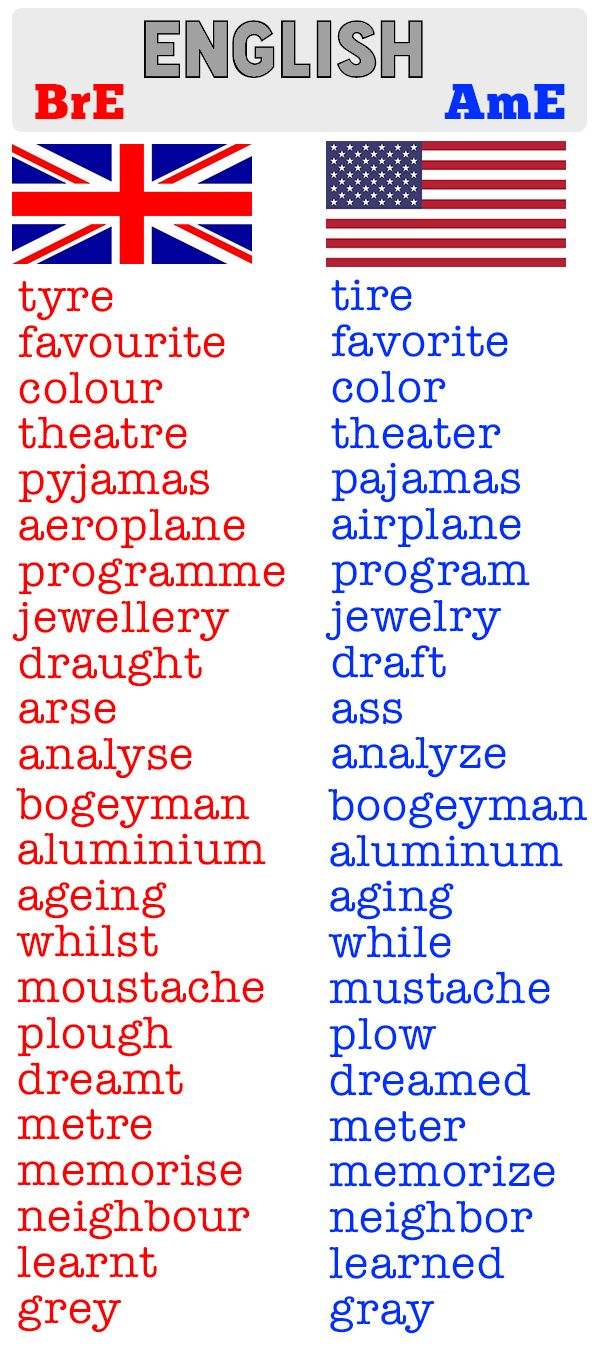 ENGLISH
BrE AmE
tyre tire
favourite favorite
colour color
theatre theater
pyjamas pajamas
aeroplane airplane
programme program
jewellery jewelry
draught draft
arse ass
analyse analyze
bogeyman boogeyman
aluminium aluminum
ageing aging
whilst while
moustache mustache
plough plow
dreamt dreamed
metre meter
memorise memorize
neighbour neighbor
learnt learned
grey gray